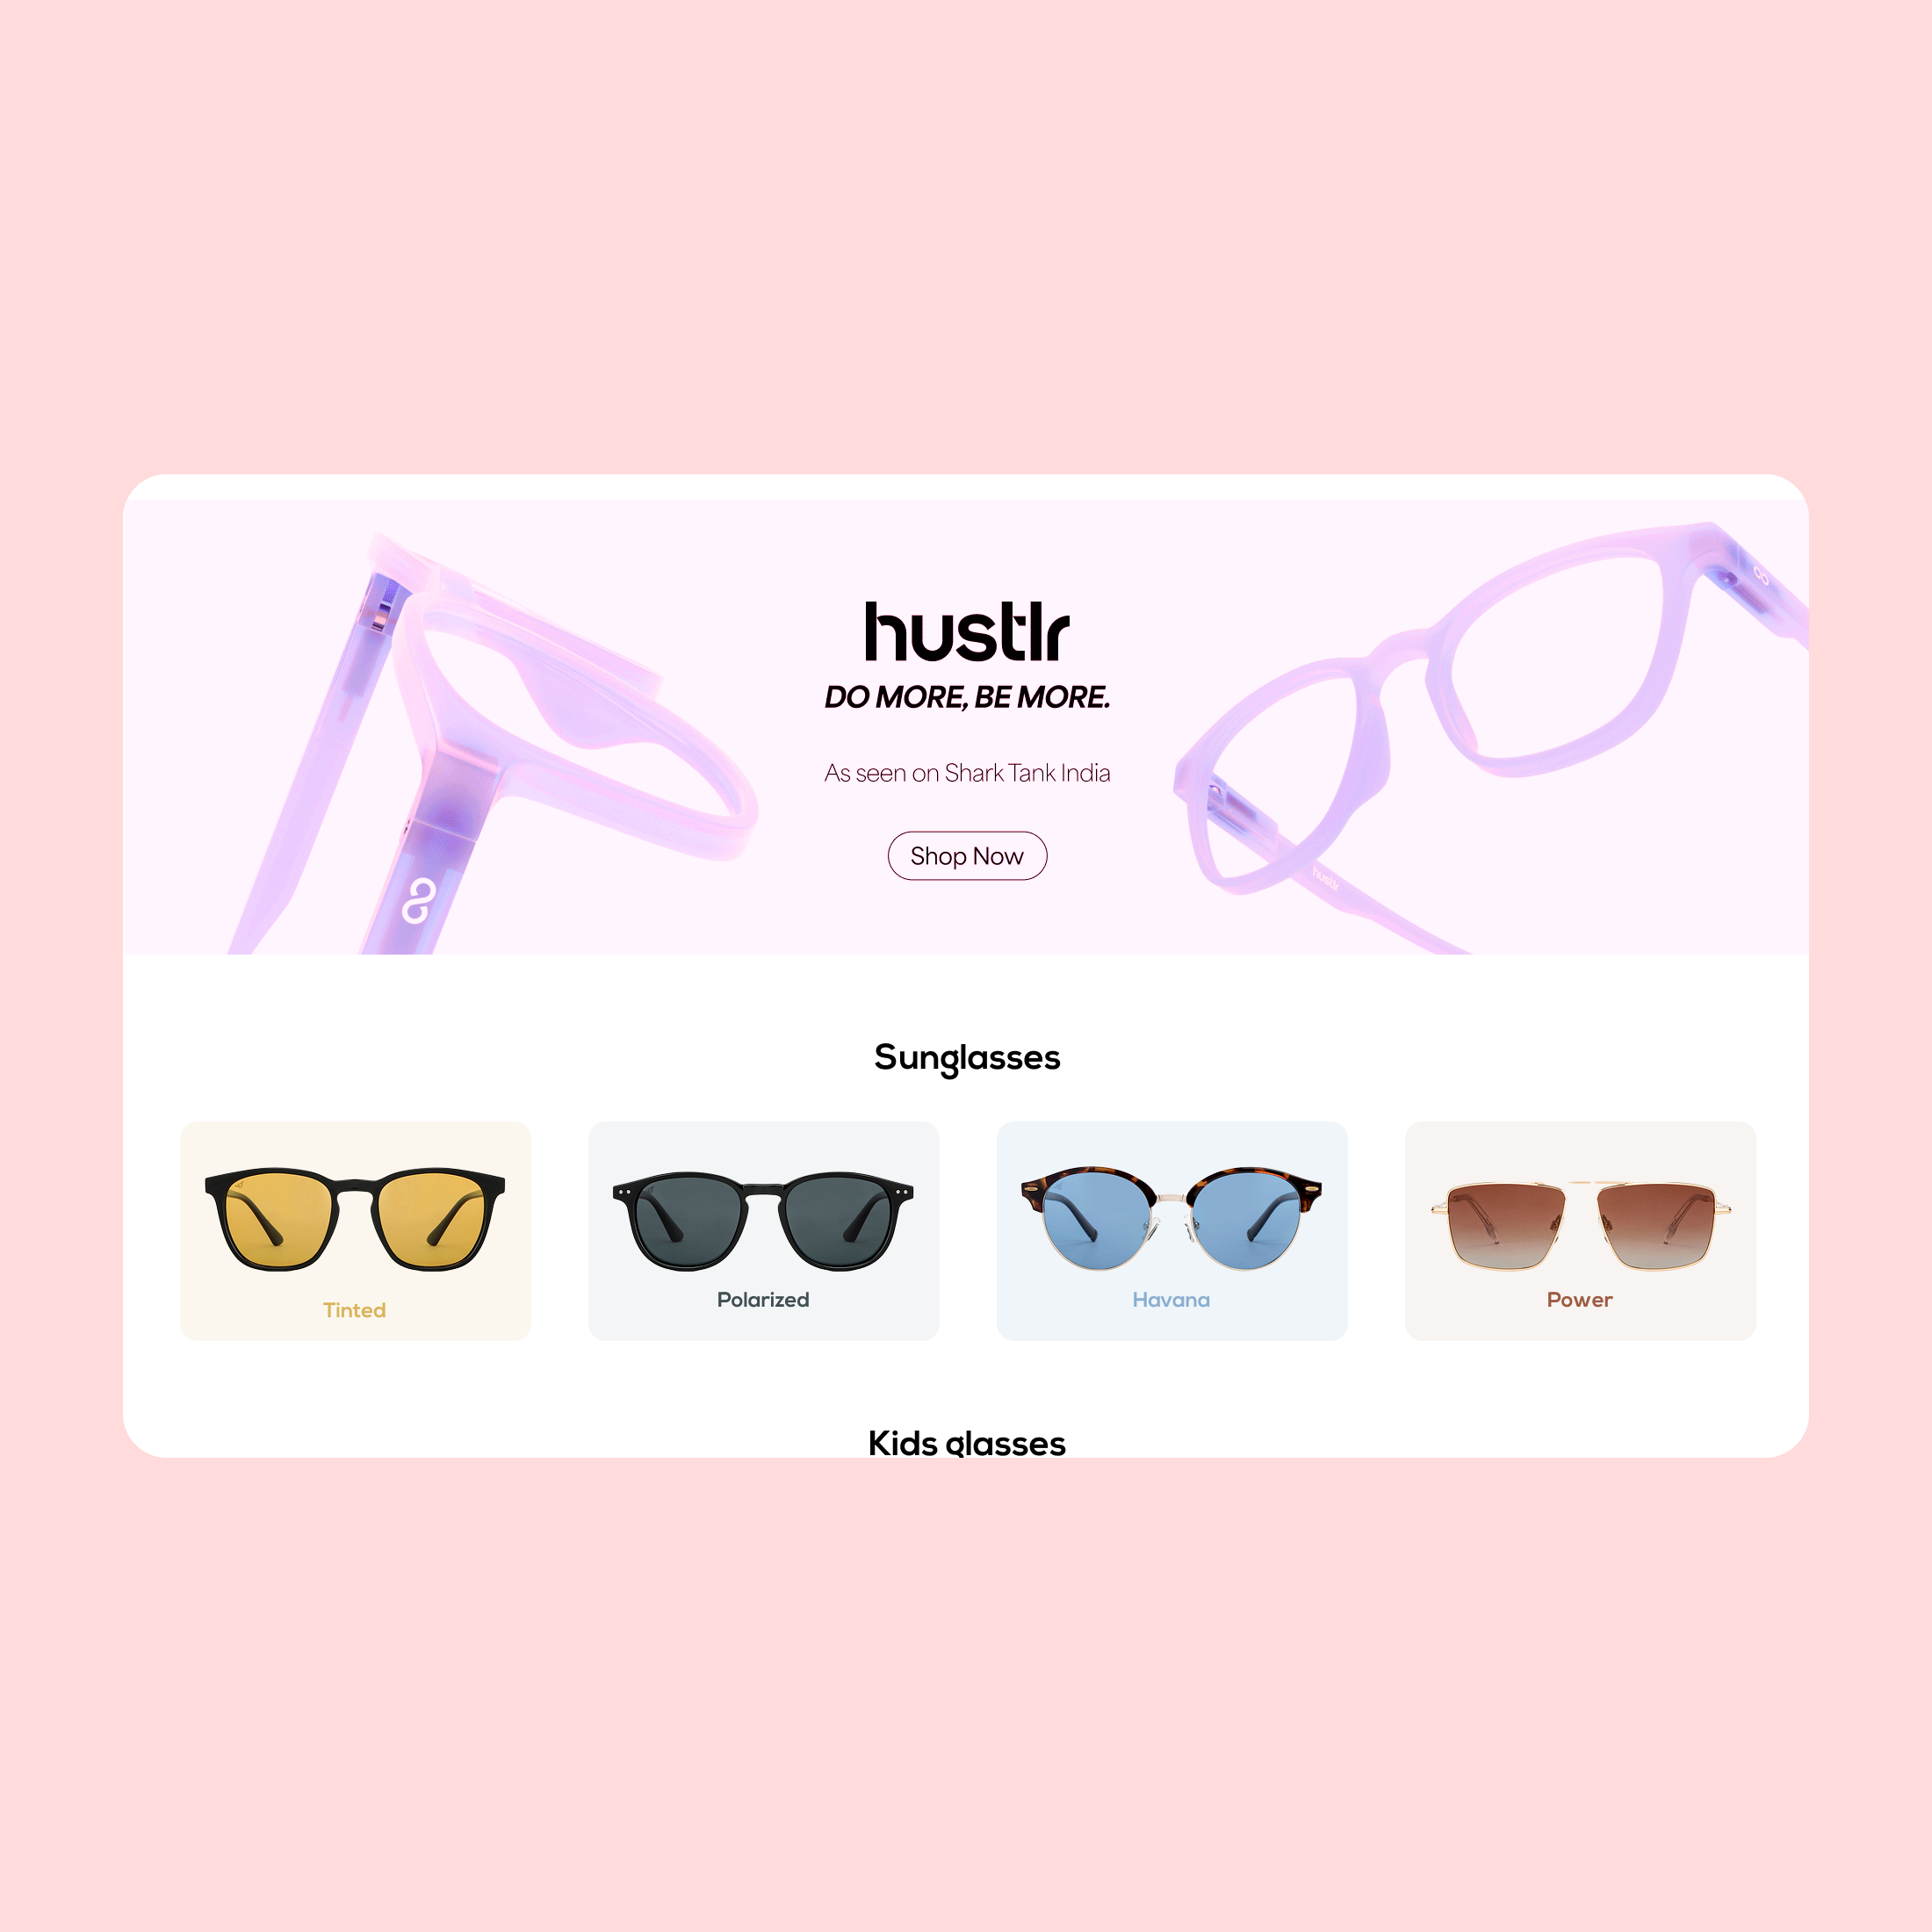 hustlr
DO MORE, BE MORE.
As seen on Shark Tank India
Shop Now
hustlr
Sunglasses
Tinted
Polarized
Havana
Power
Kids glasses